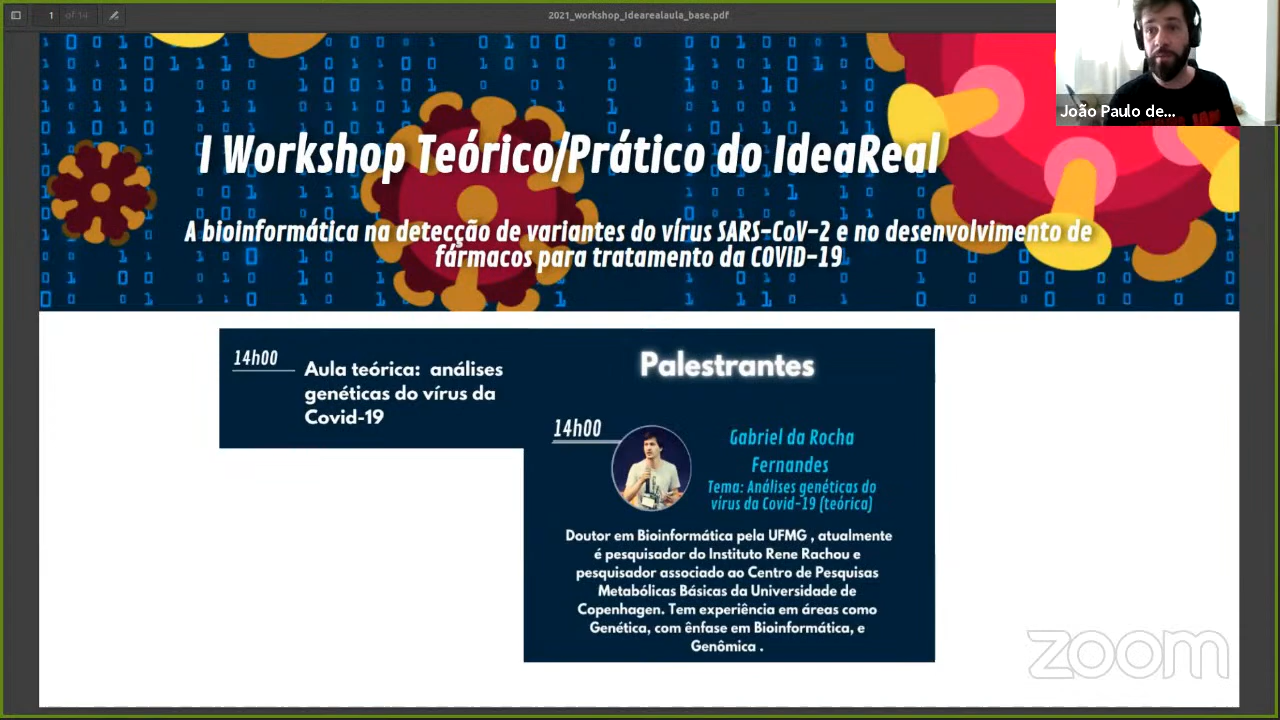 1 of 14
2021_workshop_Idearealaula_base.pdf
João Paulo de...
I Workshop Teórico/Prático do IdeaReal
A bioinformática na detecção de variantes do vírus SARS-CoV-2 e no desenvolvimento de
fármacos para tratamento da COVID-19
14h00
Aula teórica: análises
genéticas do vírus da
Covid-19
Palestrantes
14h00
Gabriel da Rocha
Fernandes
Tema: Análises genéticas do
vírus da Covid-19 (teórica)
Doutor em Bioinformática pela UFMG , atualmente
é pesquisador do Instituto Rene Rachou e
pesquisador associado ao Centro de Pesquisas
Metabólicas Básicas da Universidade de
Copenhagen. Tem experiência em áreas como
Genética, com ênfase em Bioinformática, e
Genômica .
zoom